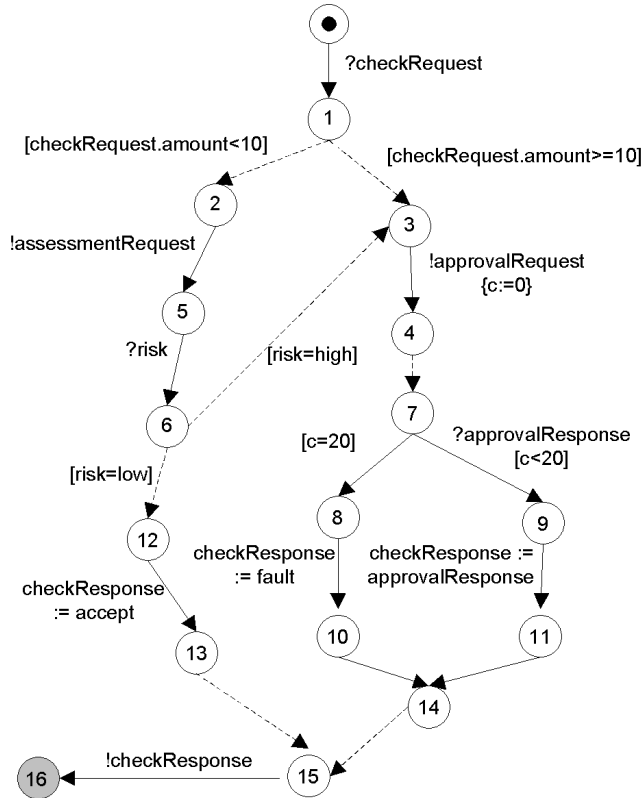 ?checkRequest
1
[checkRequest.amount<10]
[checkRequest.amount>=10]
2
3
!assessmentRequest
!approvalRequest
{c:=0}
5
4
?risk
[risk=high]
6
7
[c=20]
?approvalResponse
[c<20]
[risk=low]
8
9
12
checkResponse
:= fault
checkResponse :=
approvalResponse
checkResponse
:= accept
10
11
13
14
!checkResponse
15
16